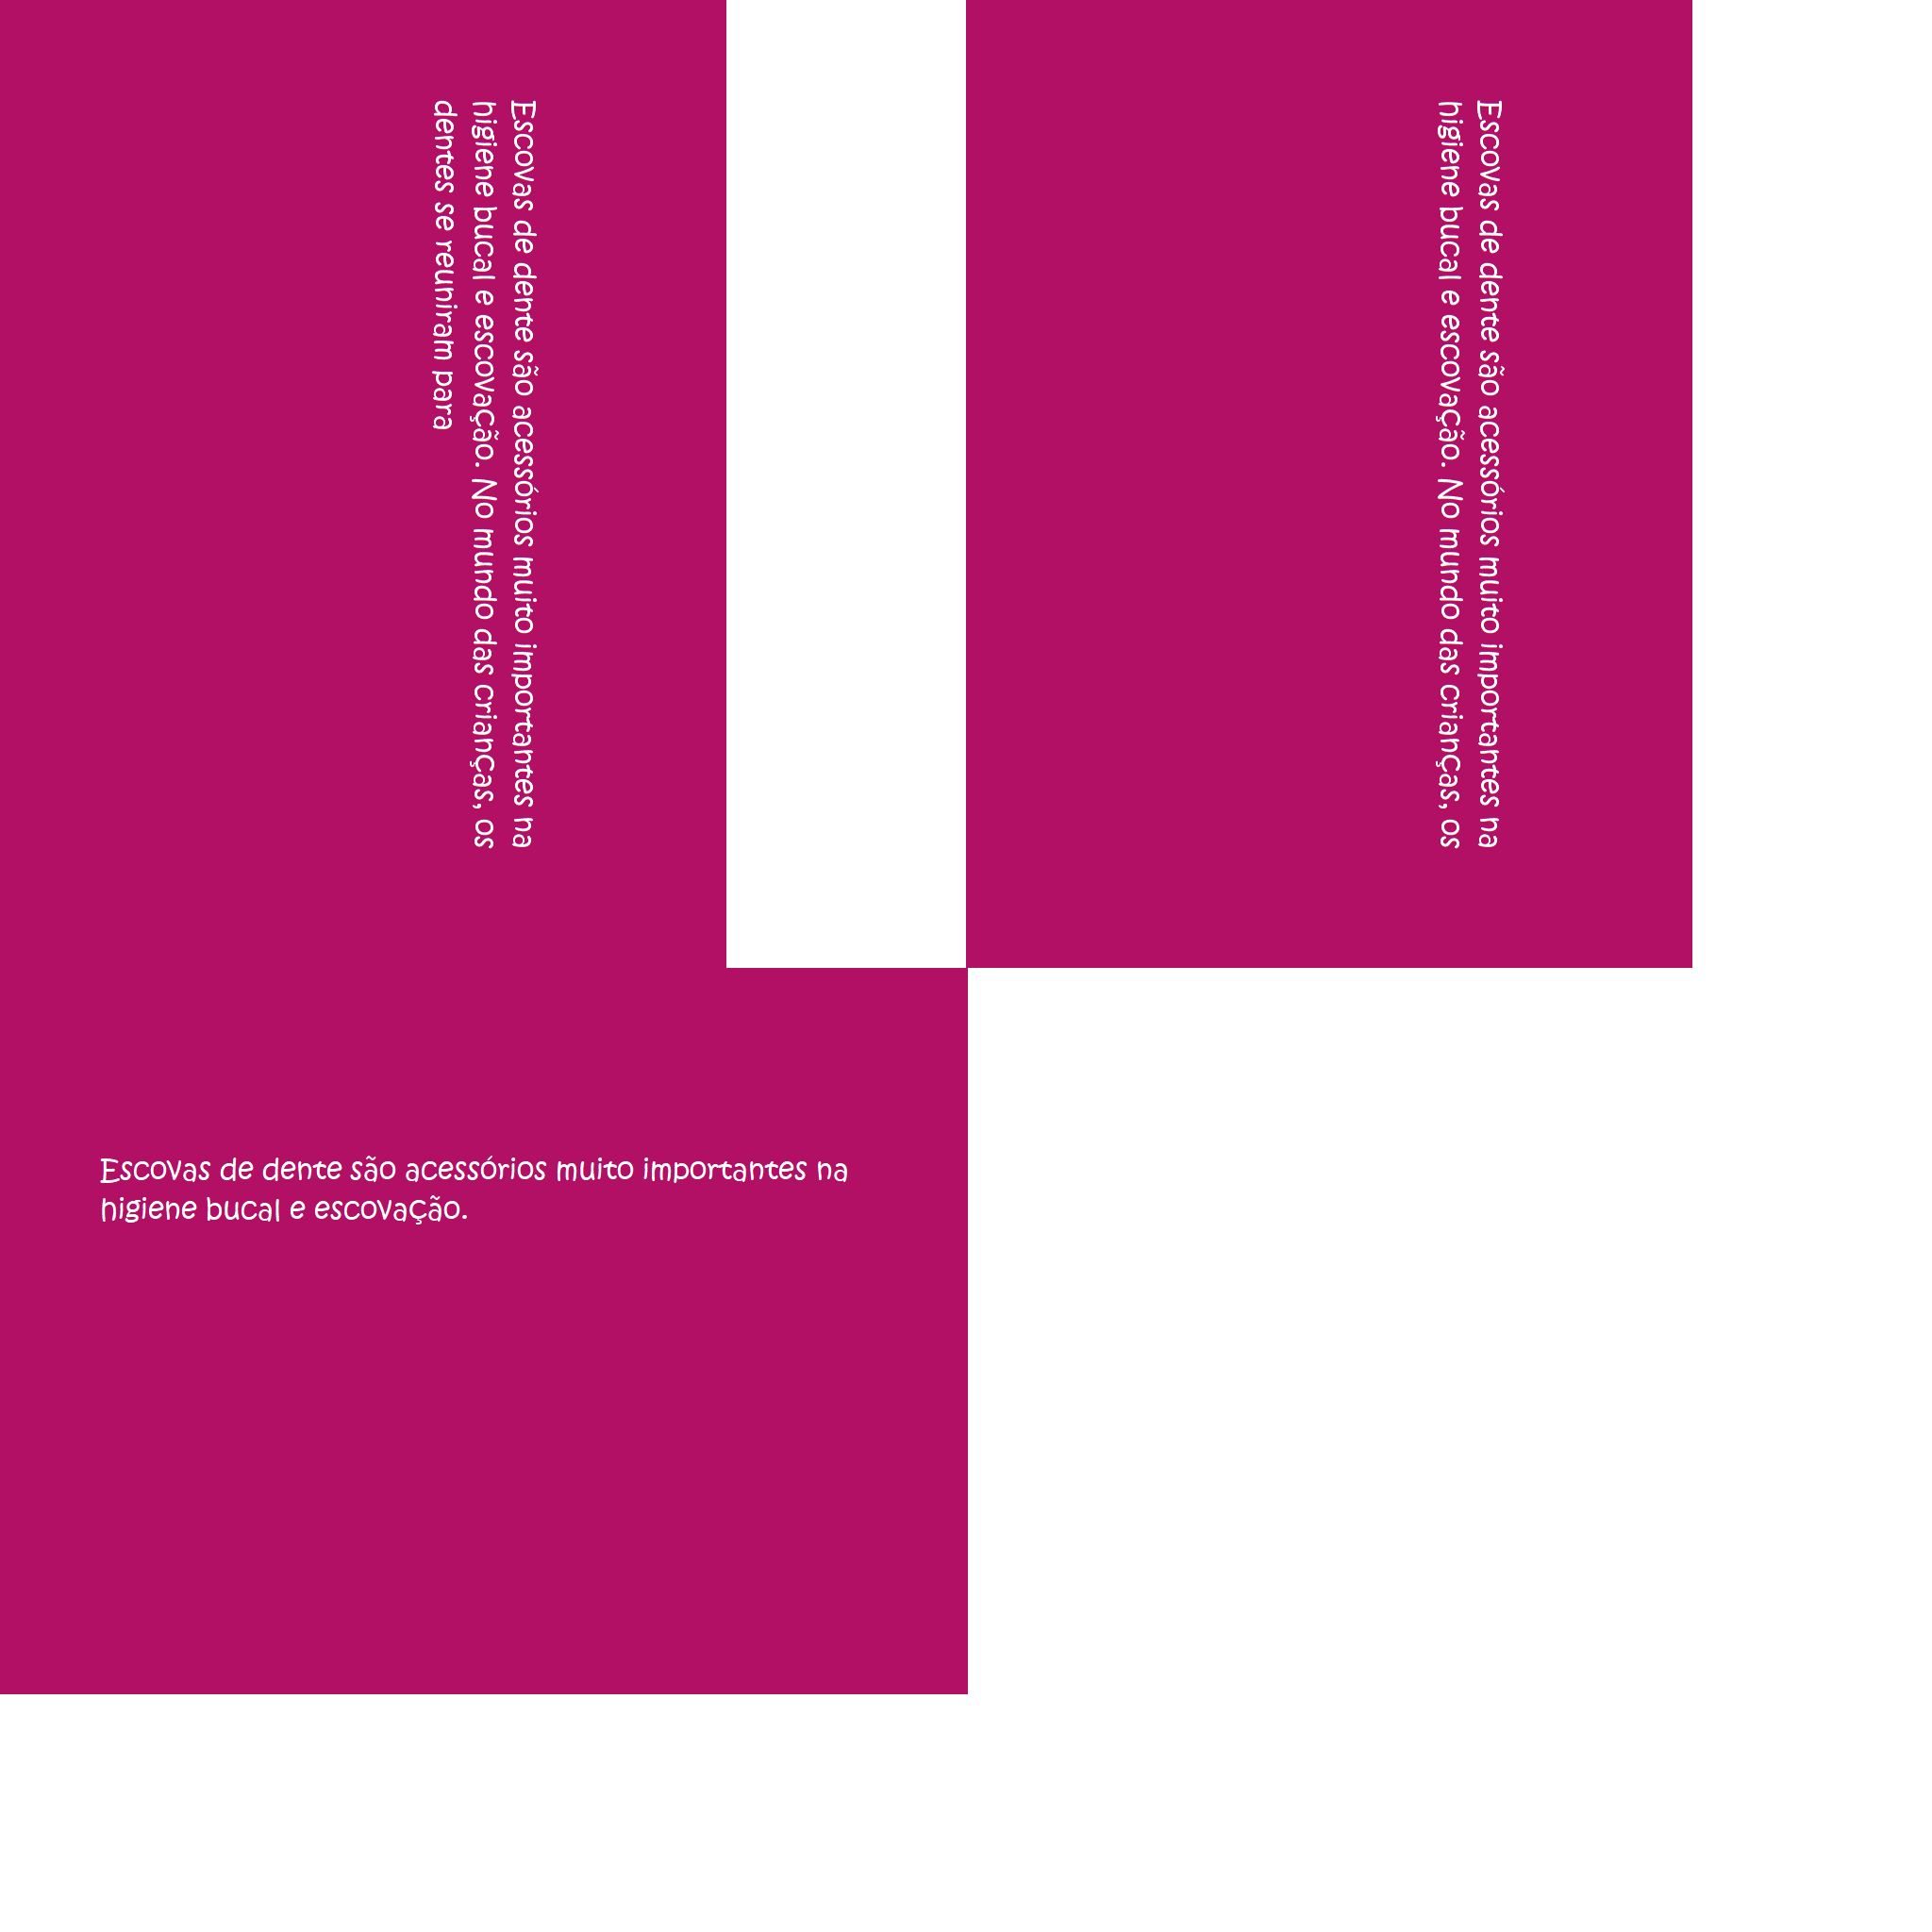 Escovas de dente são acessórios muito importantes na
higiene bucal e escovação. No mundo das crianças, os
dentes se reuniram para
Escovas de dente são acessórios muito importantes na
higiene bucal e escovação. No mundo das crianças, os
Escovas de dente são acessórios muito importantes na
higiene bucal e escovação.